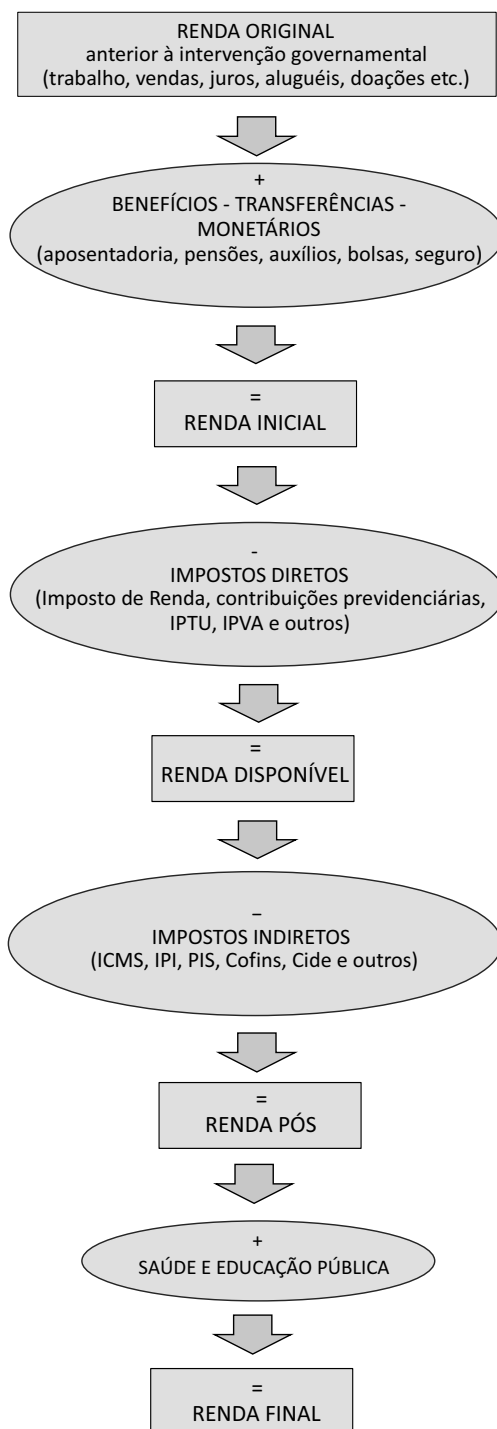 RENDA ORIGINAL
anterior à intervenção governamental
(trabalho, vendas, juros, aluguéis, doações etc.)
+
BENEFÍCIOS - TRANSFERÊNCIAS -
MONETÁRIOS
(aposentadoria, pensões, auxílios, bolsas, seguro)
=
RENDA INICIAL
-
IMPOSTOS DIRETOS
(Imposto de Renda, contribuições previdenciárias,
IPTU, IPVA e outros)
=
RENDA DISPONÍVEL
–
IMPOSTOS INDIRETOS
(ICMS, IPI, PIS, Cofins, Cide e outros)
=
RENDA PÓS
+
SAÚDE E EDUCAÇÃO PÚBLICA
=
RENDA FINAL